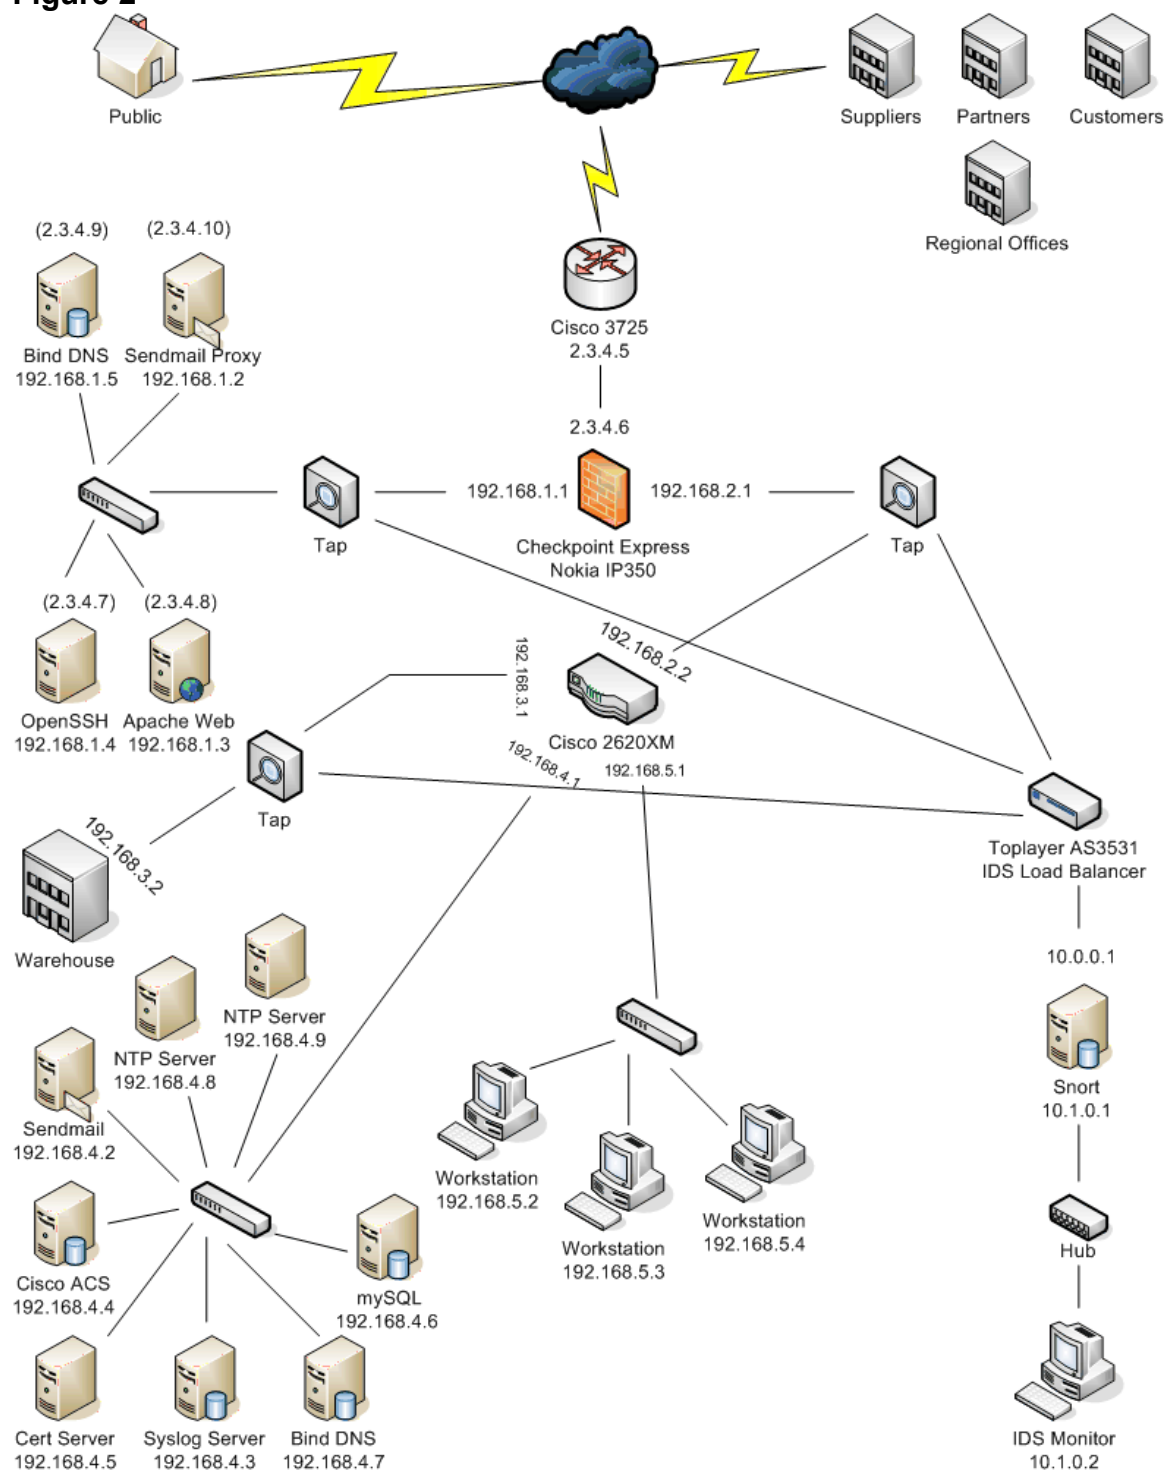 Figure 2
Public
Suppliers
Partners
Customers
Regional Offices
(2.3.4.9)
(2.3.4.10)
Bind DNS
192.168.1.5
Sendmail Proxy
192.168.1.2
Cisco 3725
2.3.4.5
2.3.4.6
192.168.1.1
192.168.2.1
Tap
Checkpoint Express
Nokia IP350
Tap
(2.3.4.7)
(2.3.4.8)
OpenSSH
192.168.1.4
Apache Web
192.168.1.3
192.168.3.1
192.168.2.2
Cisco 2620XM
192.168.4.1
192.168.5.1
Tap
192.168.3.2
Warehouse
Toplayer AS3531
IDS Load Balancer
10.0.0.1
Snort
10.1.0.1
NTP Server
192.168.4.9
NTP Server
192.168.4.8
Sendmail
192.168.4.2
Workstation
192.168.5.2
Workstation
192.168.5.3
Workstation
192.168.5.4
Hub
Cisco ACS
192.168.4.4
mySQL
192.168.4.6
Cert Server
192.168.4.5
Syslog Server
192.168.4.3
Bind DNS
192.168.4.7
IDS Monitor
10.1.0.2